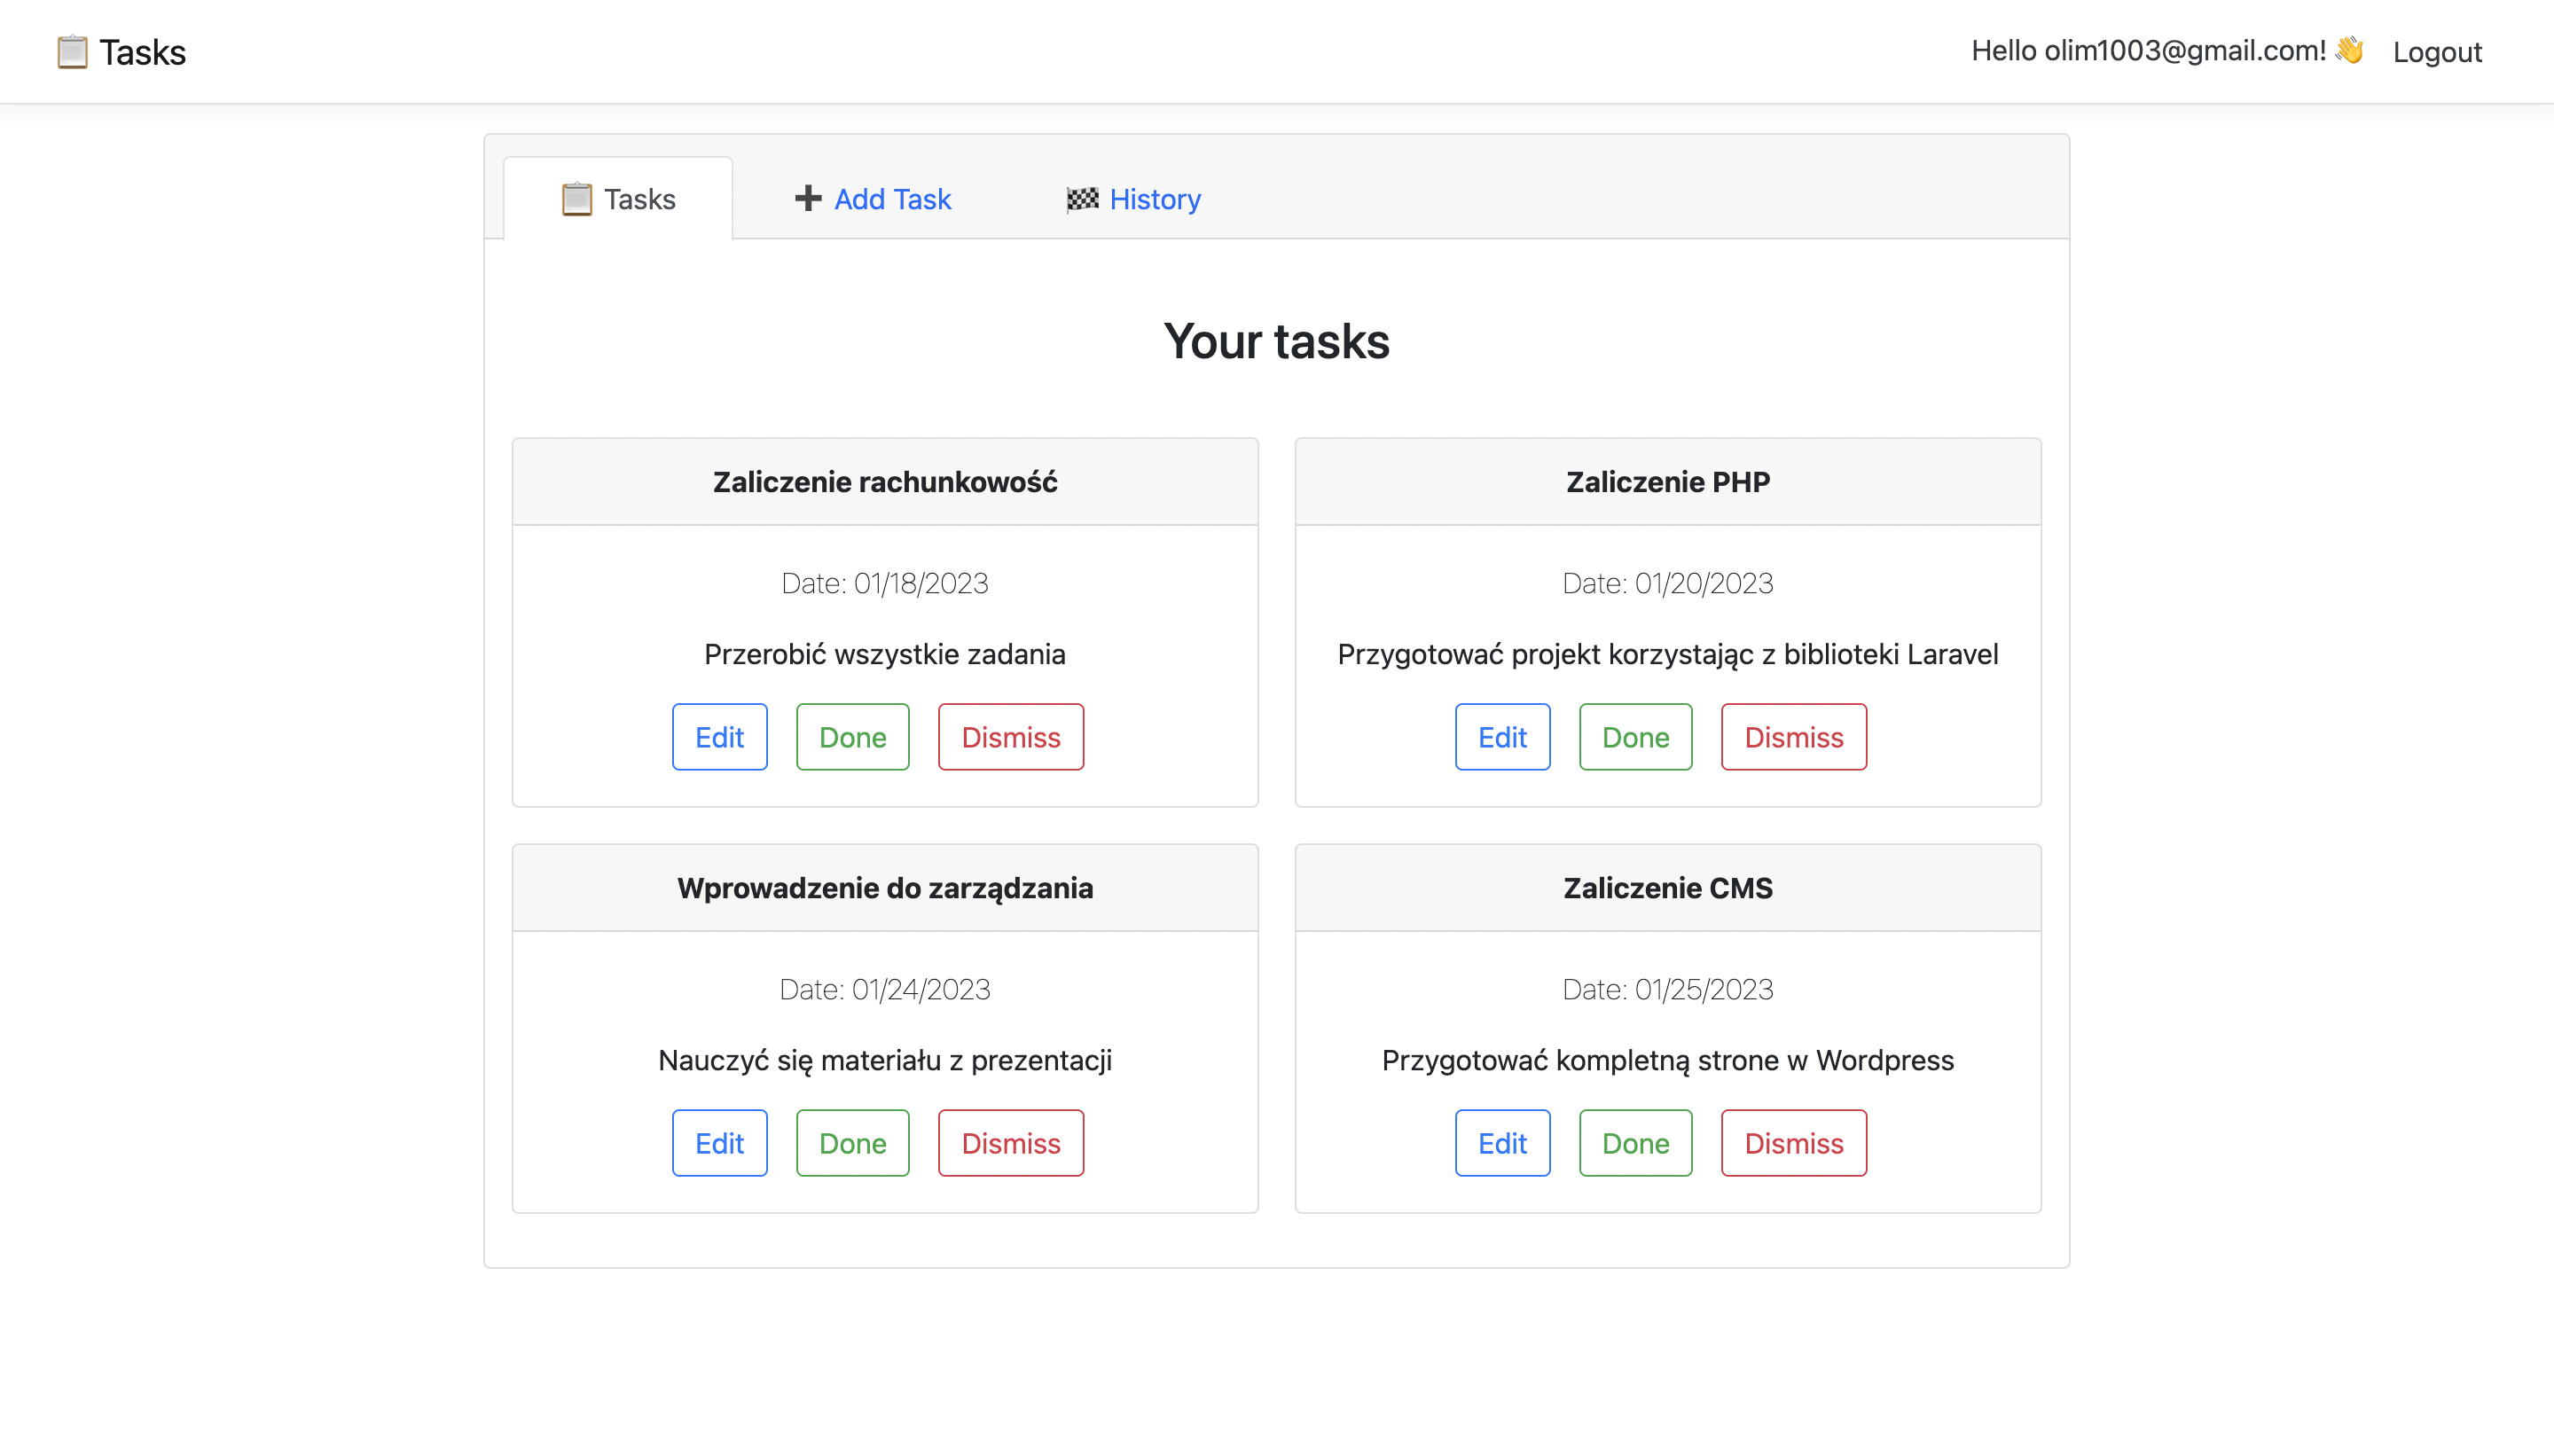 📋 Tasks
Hello olim1003@gmail.com! 👋 Logout
📋 Tasks
➕ Add Task
🏁 History
Your tasks
Zaliczenie rachunkowość
Date: 01/18/2023
Przerobić wszystkie zadania
Edit Done Dismiss
Zaliczenie PHP
Date: 01/20/2023
Przygotować projekt korzystając z biblioteki Laravel
Edit Done Dismiss
Wprowadzenie do zarządzania
Date: 01/24/2023
Nauczyć się materiału z prezentacji
Edit Done Dismiss
Zaliczenie CMS
Date: 01/25/2023
Przygotować kompletną strone w Wordpress
Edit Done Dismiss